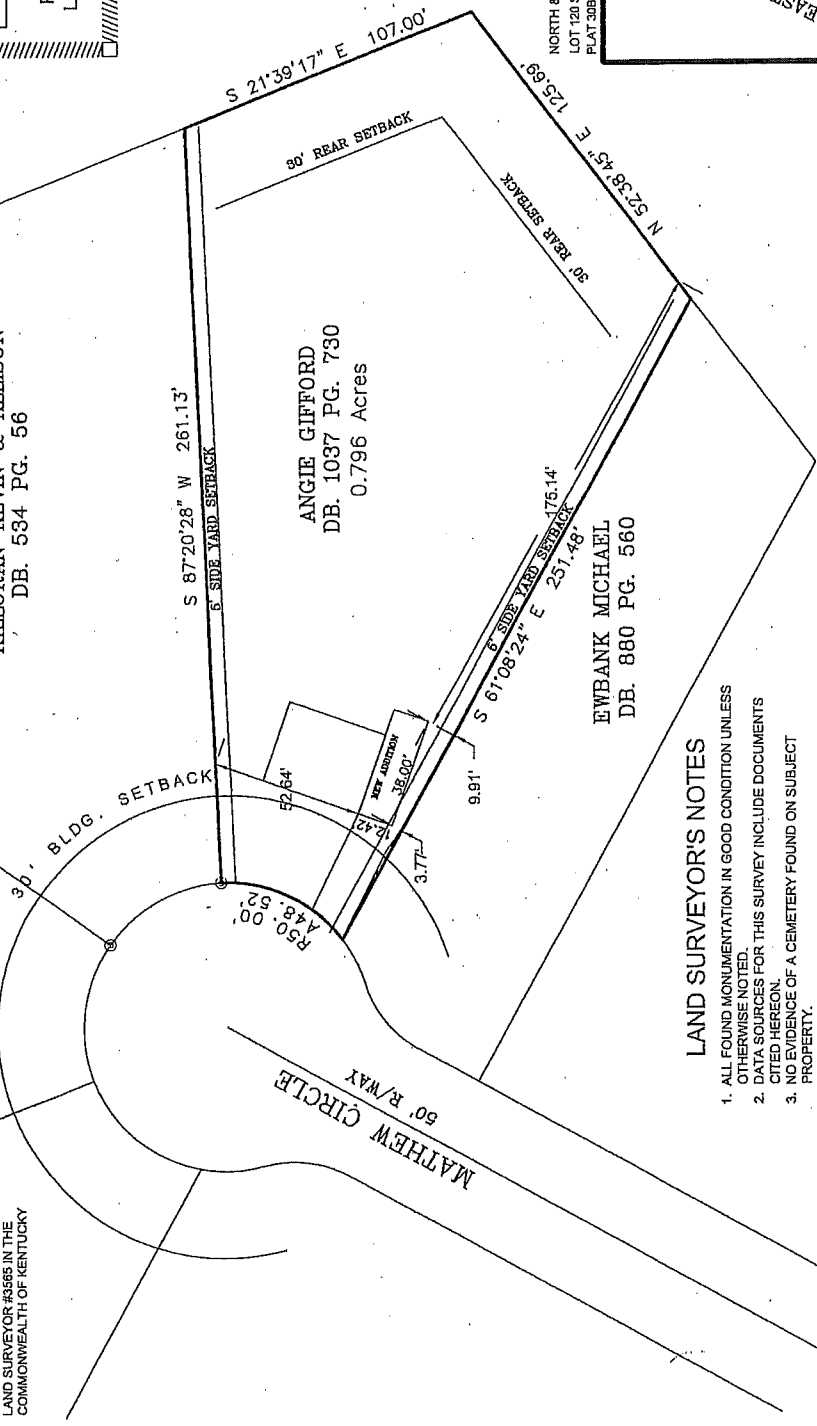 LAND SURVEYOR #3565 IN THE
COMMONWEALTH OF KENTUCKY
DB. 534 PG. 56
NORTH &
LOT 120
PLAT 30B
EAST
S 21°39'17" E 107.00'
S 87°20'28" W 261.13'
6' SIDE YARD SETBACK
30' REAR SETBACK
30' REAR SETBACK
N 52°38'45" E 125.69'
ANGIE GIFFORD
DB. 1037 PG. 730
0.796 Acres
30' BLDG. SETBACK
52.64'
NEW ADDITION
38.00'
12.42'
3.77'
9.91'
R50.00'
A48.52'
175.14'
6' SIDE YARD SETBACK
S 61°08'24" E 251.48'
EWBANK MICHAEL
DB. 880 PG. 560
MATHEW CIRCLE
50' R/WAY
LAND SURVEYOR'S NOTES
1. ALL FOUND MONUMENTATION IN GOOD CONDITION UNLESS
OTHERWISE NOTED.
2. DATA SOURCES FOR THIS SURVEY INCLUDE DOCUMENTS
CITED HEREON.
3. NO EVIDENCE OF A CEMETERY FOUND ON SUBJECT
PROPERTY.